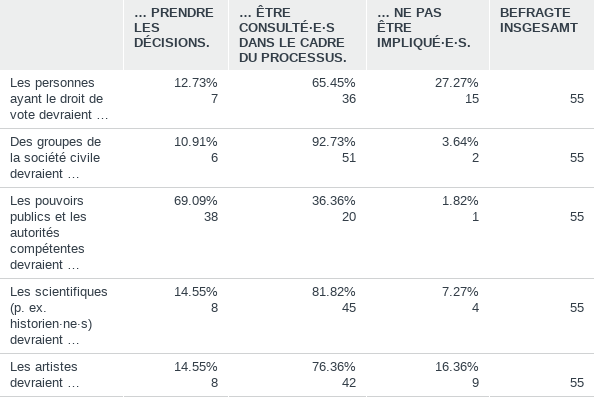 … PRENDRE LES DÉCISIONS. … ÊTRE CONSULTÉ·E·S DANS LE CADRE DU PROCESSUS. … NE PAS ÊTRE IMPLIQUÉ·E·S. BEFRAGTE INSGESAMT
Les personnes 12.73% 65.45% 27.27%
ayant le droit de 7 36 15 55
vote devraient …
Des groupes de 10.91% 92.73% 3.64%
la société civile 6 51 2 55
devraient …
Les pouvoirs 69.09% 36.36% 1.82%
publics et les 38 20 1 55
autorités
compétentes
devraient …
Les scientifiques 14.55% 81.82% 7.27%
(p. ex. 8 45 4 55
historien·ne·s)
devraient …
Les artistes 14.55% 76.36% 16.36%
devraient … 8 42 9 55